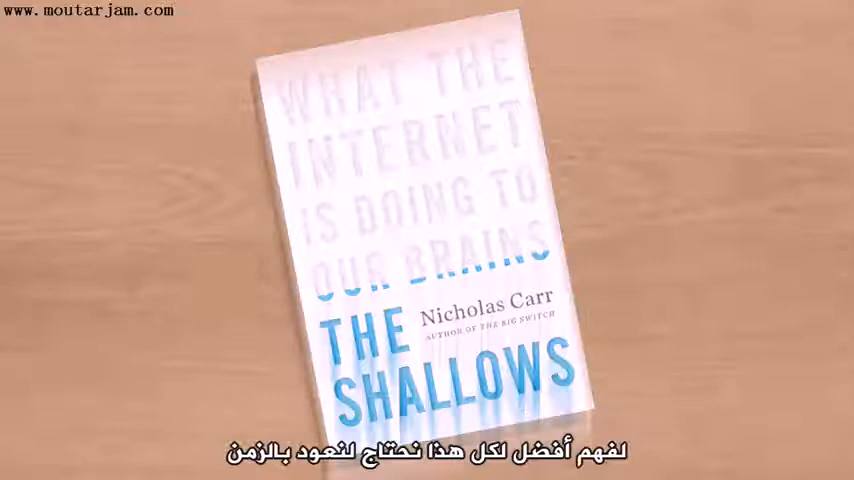 www.moutarjam.com
WHAT THE
INTERNET
IS DOING TO
OUR BRAINS
Nicholas Carr
AUTHOR OF THE BIG SWITCH
THE
SHALLOWS
لفهم أفضل لكل هذا نحتاج لنعود بالزمن